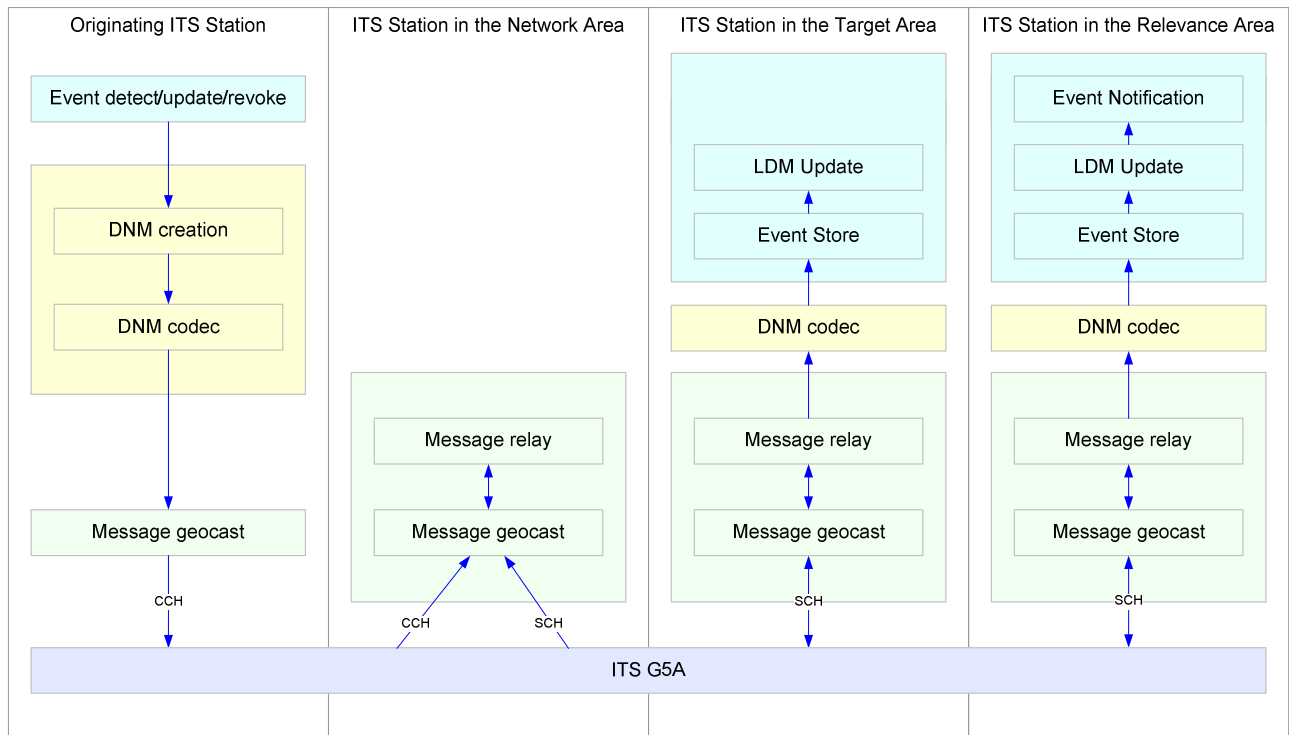 Originating ITS Station
ITS Station in the Network Area
ITS Station in the Target Area
ITS Station in the Relevance Area
Event detect/update/revoke
Event Notification
LDM Update
LDM Update
DNM creation
Event Store
Event Store
DNM codec
DNM codec
DNM codec
Message relay
Message relay
Message relay
Message geocast
Message geocast
Message geocast
Message geocast
CCH
CCH
SCH
SCH
SCH
ITS G5A